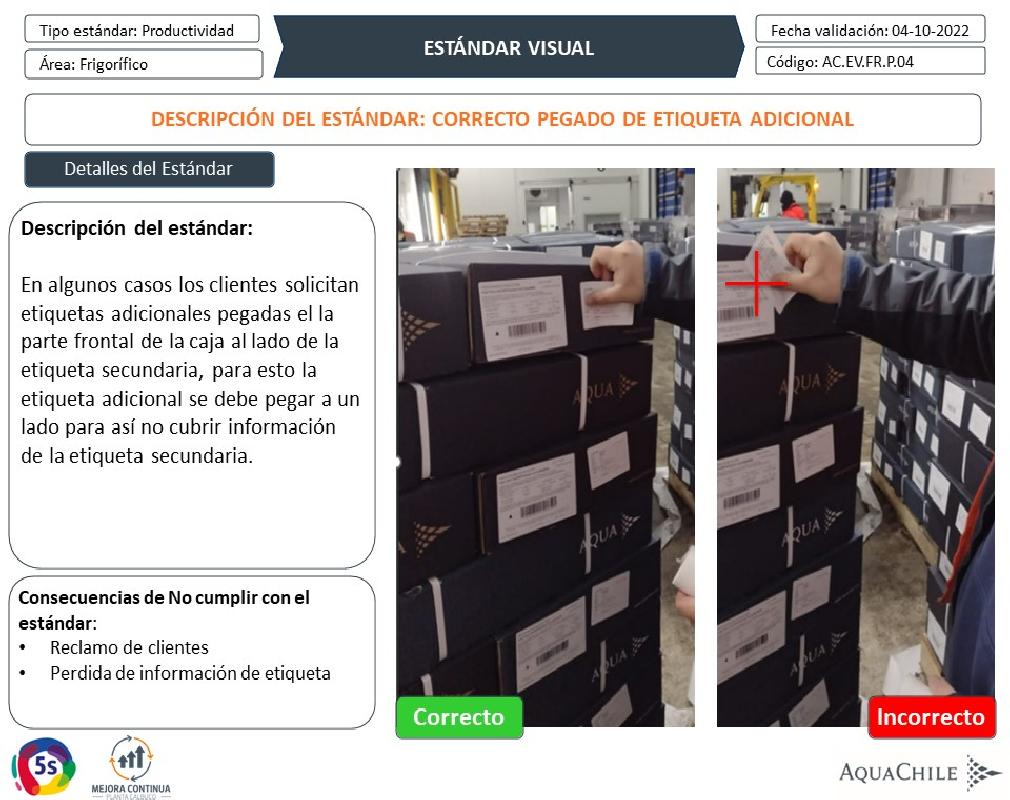 Tipo estándar: Productividad
Área: Frigorífico
ESTÁNDAR VISUAL
Fecha validación: 04-10-2022
Código: AC.EV.FR.P.04
DESCRIPCIÓN DEL ESTÁNDAR: CORRECTO PEGADO DE ETIQUETA ADICIONAL
Detalles del Estándar
Descripción del estándar:
En algunos casos los clientes solicitan
etiquetas adicionales pegadas el la
parte frontal de la caja al lado de la
etiqueta secundaria, para esto la
etiqueta adicional se debe pegar a un
lado para así no cubrir información
de la etiqueta secundaria.
Consecuencias de No cumplir con el
estándar:
• Reclamo de clientes
• Perdida de información de etiqueta
AQUA
AQUA
AQUA
Correcto
AQUA
AQUA
AQUA
Incorrecto
5s
MEJORA CONTINUA
PLANTA CALBUCO
AQUACHILE